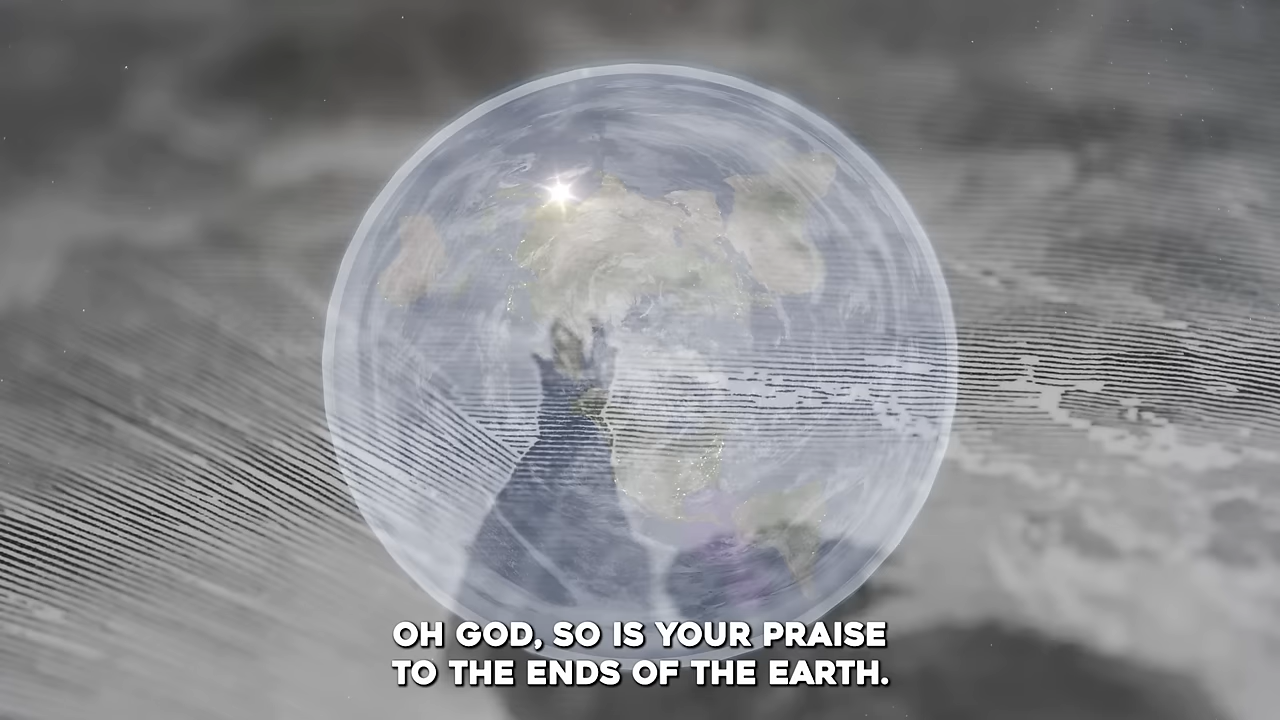 OH GOD, SO IS YOUR PRAISE
TO THE ENDS OF THE EARTH.